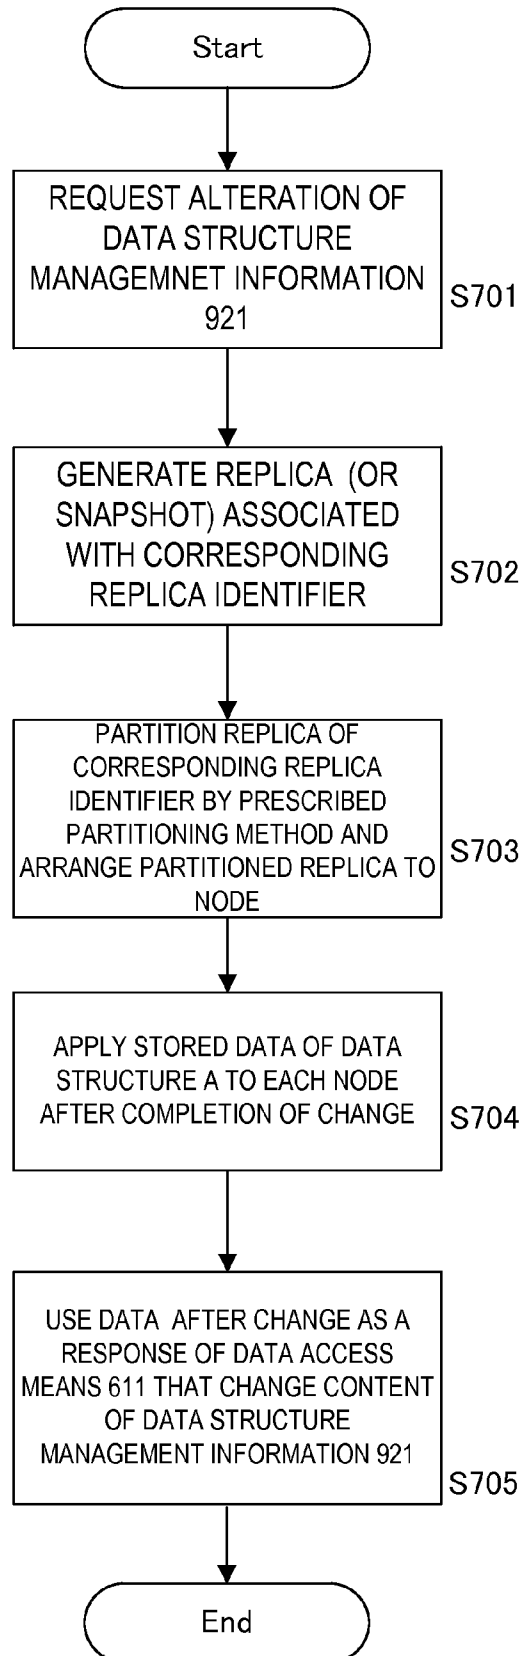 Start
REQUEST ALTERATION OF
DATA STRUCTURE
MANAGEMNET INFORMATION
921
S701
GENERATE REPLICA (OR
SNAPSHOT) ASSOCIATED
WITH CORRESPONDING
REPLICA IDENTIFIER
S702
PARTITION REPLICA OF
CORRESPONDING REPLICA
IDENTIFIER BY PRESCRIBED
PARTITIONING METHOD AND
ARRANGE PARTITIONED REPLICA TO
NODE
S703
APPLY STORED DATA OF DATA
STRUCTURE A TO EACH NODE
AFTER COMPLETION OF CHANGE
S704
USE DATA AFTER CHANGE AS A
RESPONSE OF DATA ACCESS
MEANS 611 THAT CHANGE CONTENT
OF DATA STRUCTURE
MANAGEMENT INFORMATION 921
S705
End